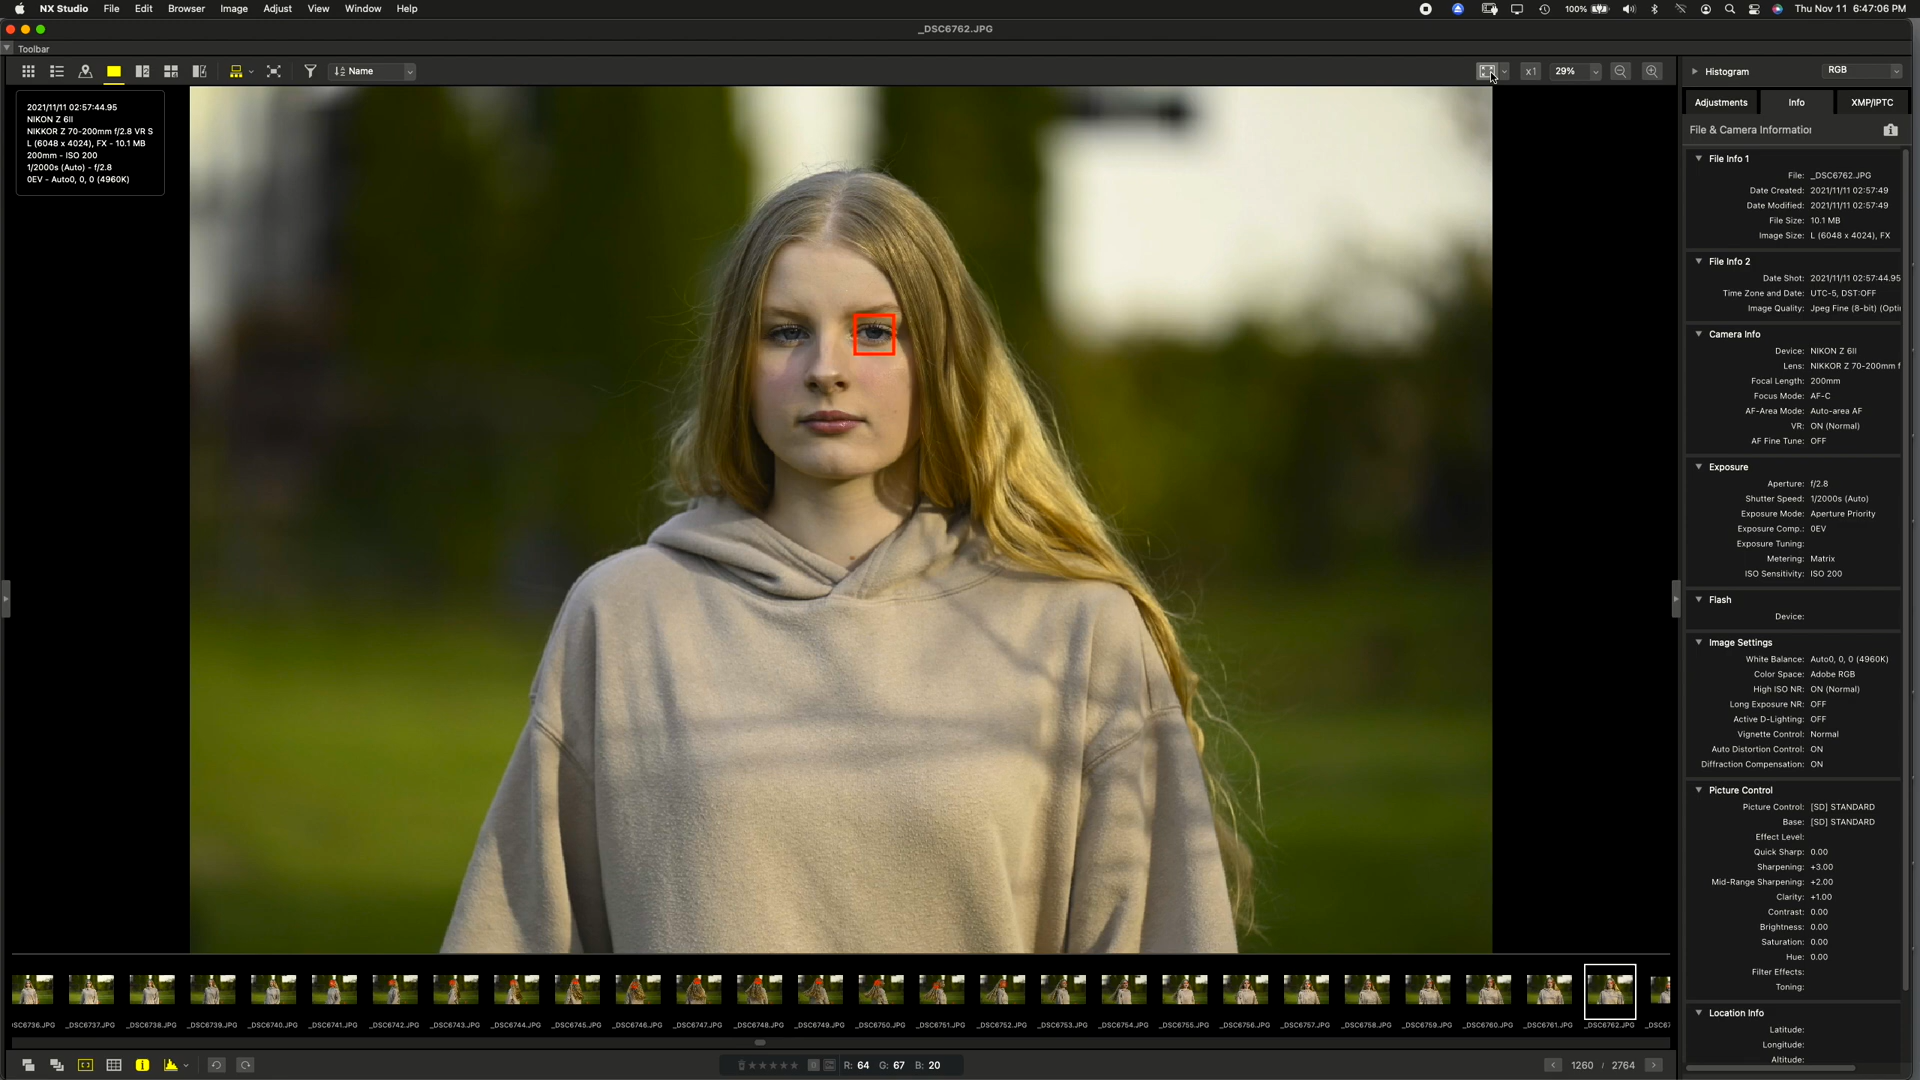 NX Studio File Edit Browser Image Adjust View Window Help 100% Thu Nov 11 6:47:06 PM
_DSC6762.JPG
Toolbar
Name x1 29% Histogram RGB
Adjustments Info XMP/IPTC
File & Camera Informatior
2021/11/11 02:57:44.95
NIKON Z 6II
NIKKOR Z 70-200mm f/2.8 VR S
L (6048 x 4024), FX - 10.1 MB
200mm - ISO 200
1/2000s (Auto) - f/2.8
0EV - Auto0, 0, 0 (4960K)
File Info 1
File: _DSC6762.JPG
Date Created: 2021/11/11 02:57:49
Date Modified: 2021/11/11 02:57:49
File Size: 10.1 MB
Image Size: L (6048 x 4024), FX
File Info 2
Date Shot: 2021/11/11 02:57:44.95
Time Zone and Date: UTC-5, DST:OFF
Image Quality: Jpeg Fine (8-bit) (Opti
Camera Info
Device: NIKON Z 6II
Lens: NIKKOR Z 70-200mm f
Focal Length: 200mm
Focus Mode: AF-C
AF-Area Mode: Auto-area AF
VR: ON (Normal)
AF Fine Tune: OFF
Exposure
Aperture: f/2.8
Shutter Speed: 1/2000s (Auto)
Exposure Mode: Aperture Priority
Exposure Comp.: 0EV
Exposure Tuning:
Metering: Matrix
ISO Sensitivity: ISO 200
Flash
Device:
Image Settings
White Balance: Auto0, 0, 0 (4960K)
Color Space: Adobe RGB
High ISO NR: ON (Normal)
Long Exposure NR: OFF
Active D-Lighting: OFF
Vignette Control: Normal
Auto Distortion Control: ON
Diffraction Compensation: ON
Picture Control
Picture Control: [SD] STANDARD
Base: [SD] STANDARD
Effect Level:
Quick Sharp: 0.00
Sharpening: +3.00
Mid-Range Sharpening: +2.00
Clarity: +1.00
Contrast: 0.00
Brightness: 0.00
Saturation: 0.00
Hue: 0.00
Filter Effects:
Toning:
Location Info
Latitude:
Longitude:
Altitude:
SC6736.JPG _DSC6737.JPG _DSC6738.JPG _DSC6739.JPG _DSC6740.JPG _DSC6741.JPG _DSC6742.JPG _DSC6743.JPG _DSC6744.JPG _DSC6745.JPG _DSC6746.JPG _DSC6747.JPG _DSC6748.JPG _DSC6749.JPG _DSC6750.JPG _DSC6751.JPG _DSC6752.JPG _DSC6753.JPG _DSC6754.JPG _DSC6755.JPG _DSC6756.JPG _DSC6757.JPG _DSC6758.JPG _DSC6759.JPG _DSC6760.JPG _DSC6761.JPG _DSC6762.JPG _DSC6
R: 64 G: 67 B: 20 1260 / 2764